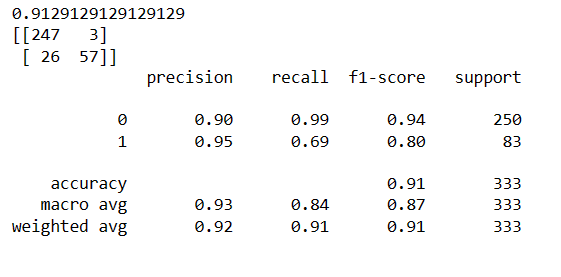 0.9129129129129129
[[247   3]
 [ 26  57]]
              precision    recall  f1-score   support

           0       0.90      0.99      0.94       250
           1       0.95      0.69      0.80        83

    accuracy                           0.91       333
   macro avg       0.93      0.84      0.87       333
weighted avg       0.92      0.91      0.91       333